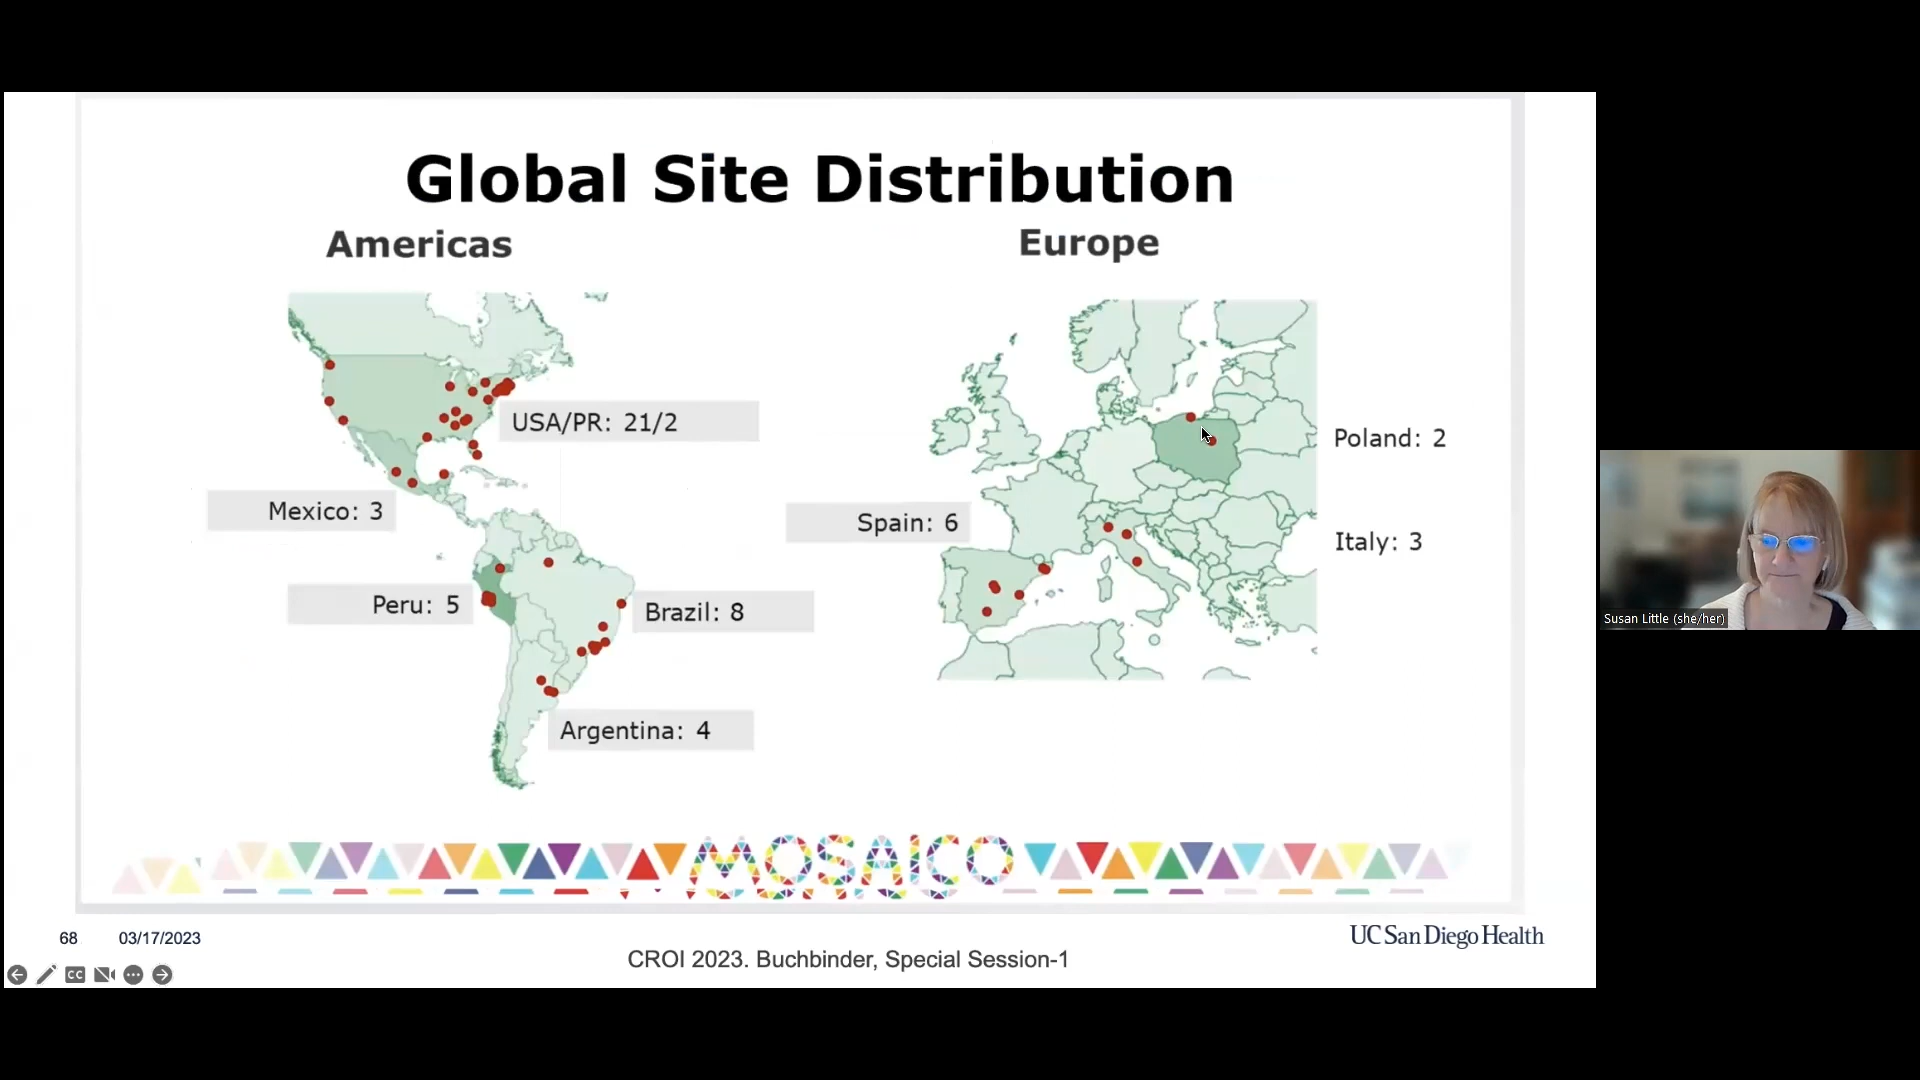 Global Site Distribution
Americas
Europe
USA/PR: 21/2
Poland: 2
Mexico: 3
Spain: 6
Italy: 3
Peru: 5
Brazil: 8
Argentina: 4
MOSAICO
68
03/17/2023
CROI 2023. Buchbinder, Special Session-1
UC San Diego Health
CC
Susan Little (she/her)